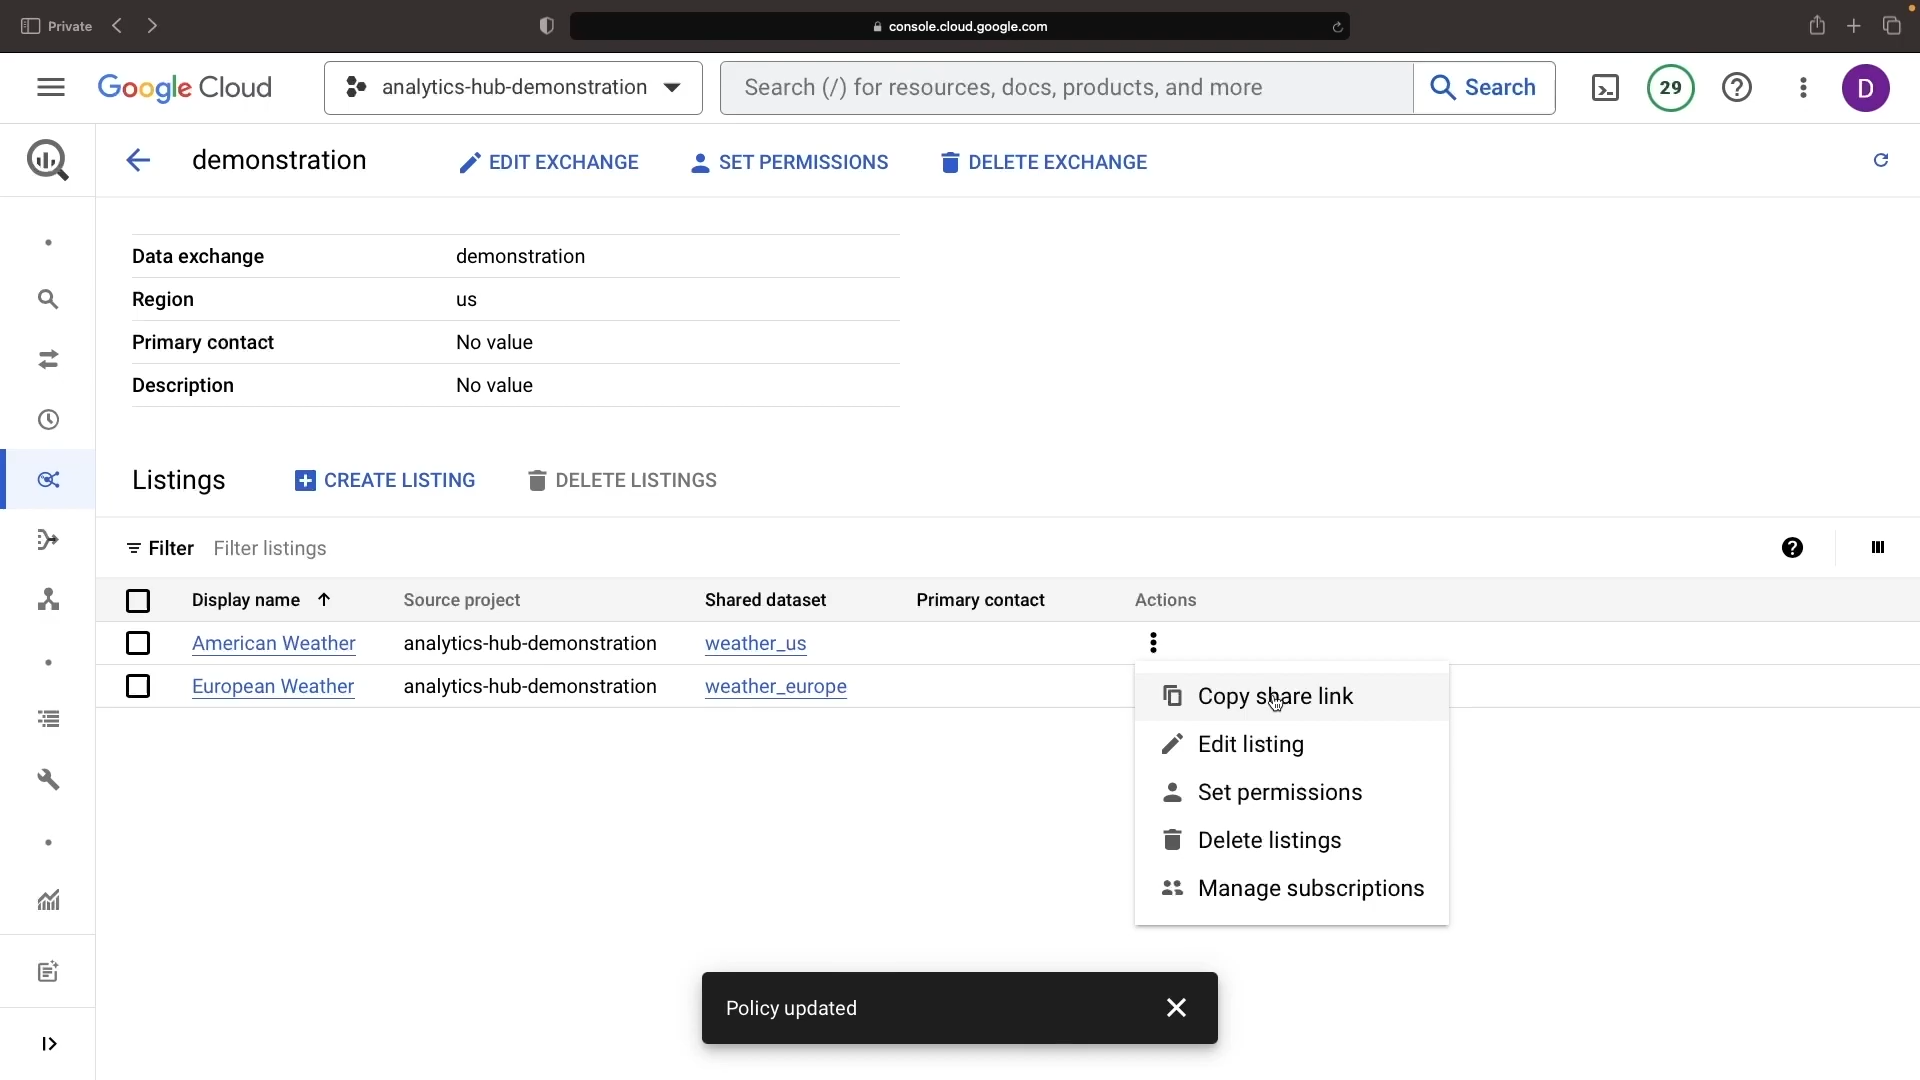 Private
console.cloud.google.com
Google Cloud
analytics-hub-demonstration
Search (/) for resources, docs, products, and more
Search
29
D
demonstration
EDIT EXCHANGE
SET PERMISSIONS
DELETE EXCHANGE
Data exchange demonstration
Region us
Primary contact No value
Description No value
Listings
CREATE LISTING
DELETE LISTINGS
Filter Filter listings
Display name Source project Shared dataset Primary contact Actions
American Weather analytics-hub-demonstration weather_us
European Weather analytics-hub-demonstration weather_europe
Copy share link
Edit listing
Set permissions
Delete listings
Manage subscriptions
Policy updated